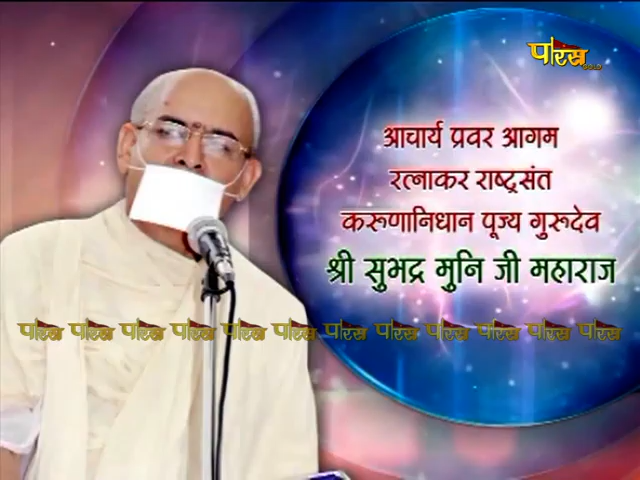 पारस
GOLD
आचार्य प्रवर आगम
रत्नाकर राष्ट्रसंत
करूणानिधान पूज्य गुरुदेव
श्री सुभद्र मुनि जी महाराज
पारस पारस पारस पारस पारस पारस पारस पारस पारस पारस पारस पारस